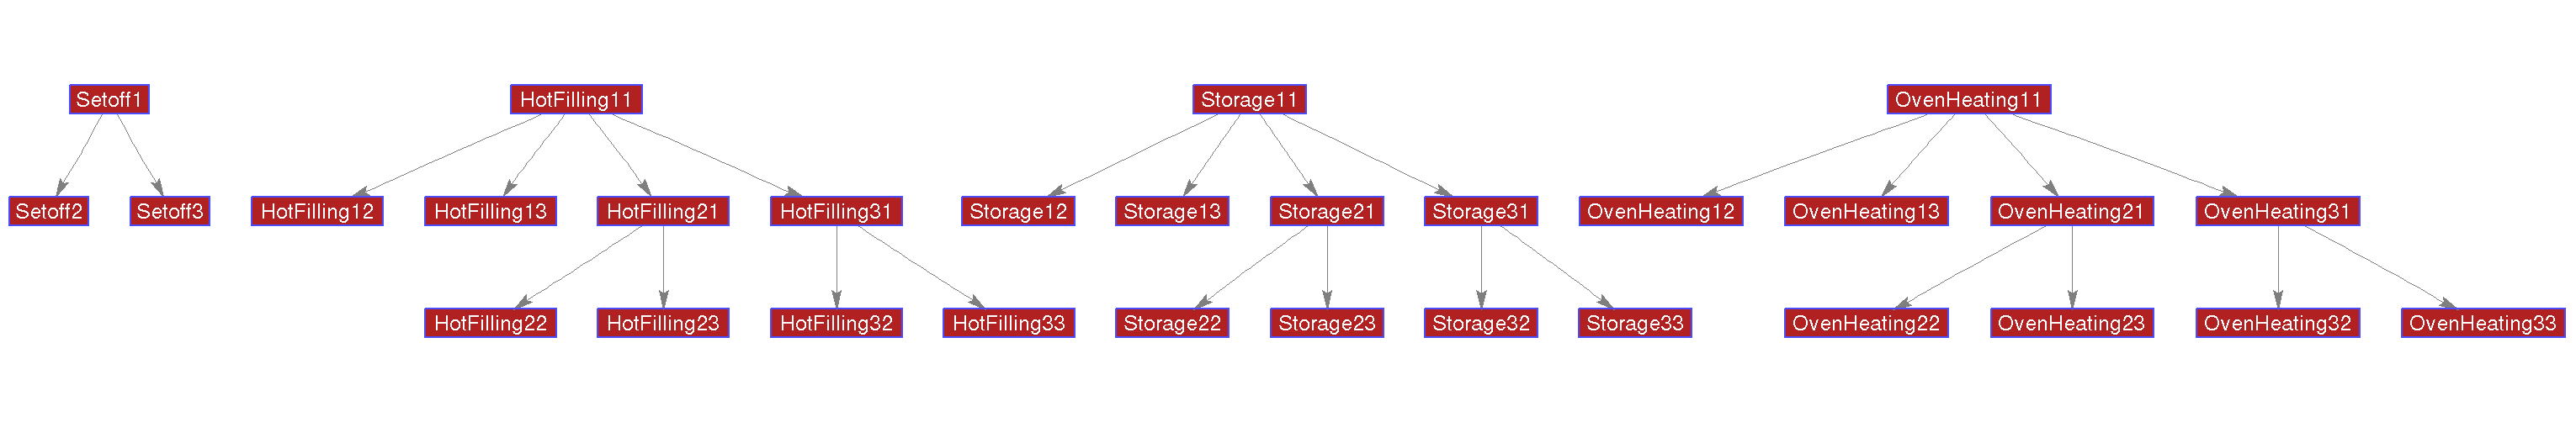 Setoff1 HotFilling11 Storage11 OvenHeating11
Setoff2 Setoff3 HotFilling12 HotFilling13 HotFilling21 HotFilling31 Storage12 Storage13 Storage21 Storage31 OvenHeating12 OvenHeating13 OvenHeating21 OvenHeating31
HotFilling22 HotFilling23 HotFilling32 HotFilling33 Storage22 Storage23 Storage32 Storage33 OvenHeating22 OvenHeating23 OvenHeating32 OvenHeating33